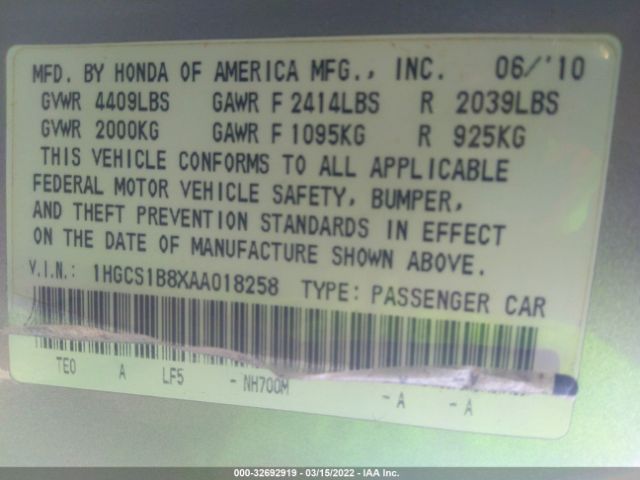 MFD. BY HONDA OF AMERICA MFG., INC. 06/'10
GVWR 4409LBS GAWR F 2414LBS R 2039LBS
GVWR 2000KG GAWR F 1095KG R 925KG
THIS VEHICLE CONFORMS TO ALL APPLICABLE
FEDERAL MOTOR VEHICLE SAFETY, BUMPER,
AND THEFT PREVENTION STANDARDS IN EFFECT
ON THE DATE OF MANUFACTURE SHOWN ABOVE.
V.I.N.: 1HGCS1B8XAA018258 TYPE: PASSENGER CAR
TE0 A LF5 - NH700M - A - A
000-32692919 - 03/15/2022 - IAA Inc.